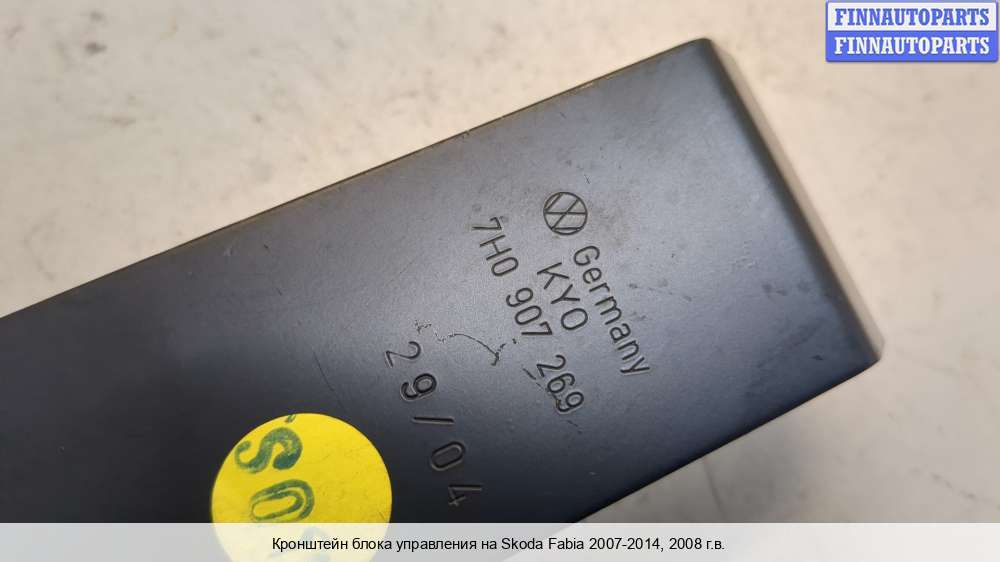 FINNAUTOPARTS
FINNAUTOPARTS
Germany
KYO
7H0 907 269
29/04
Кронштейн блока управления на Skoda Fabia 2007-2014, 2008 г.в.